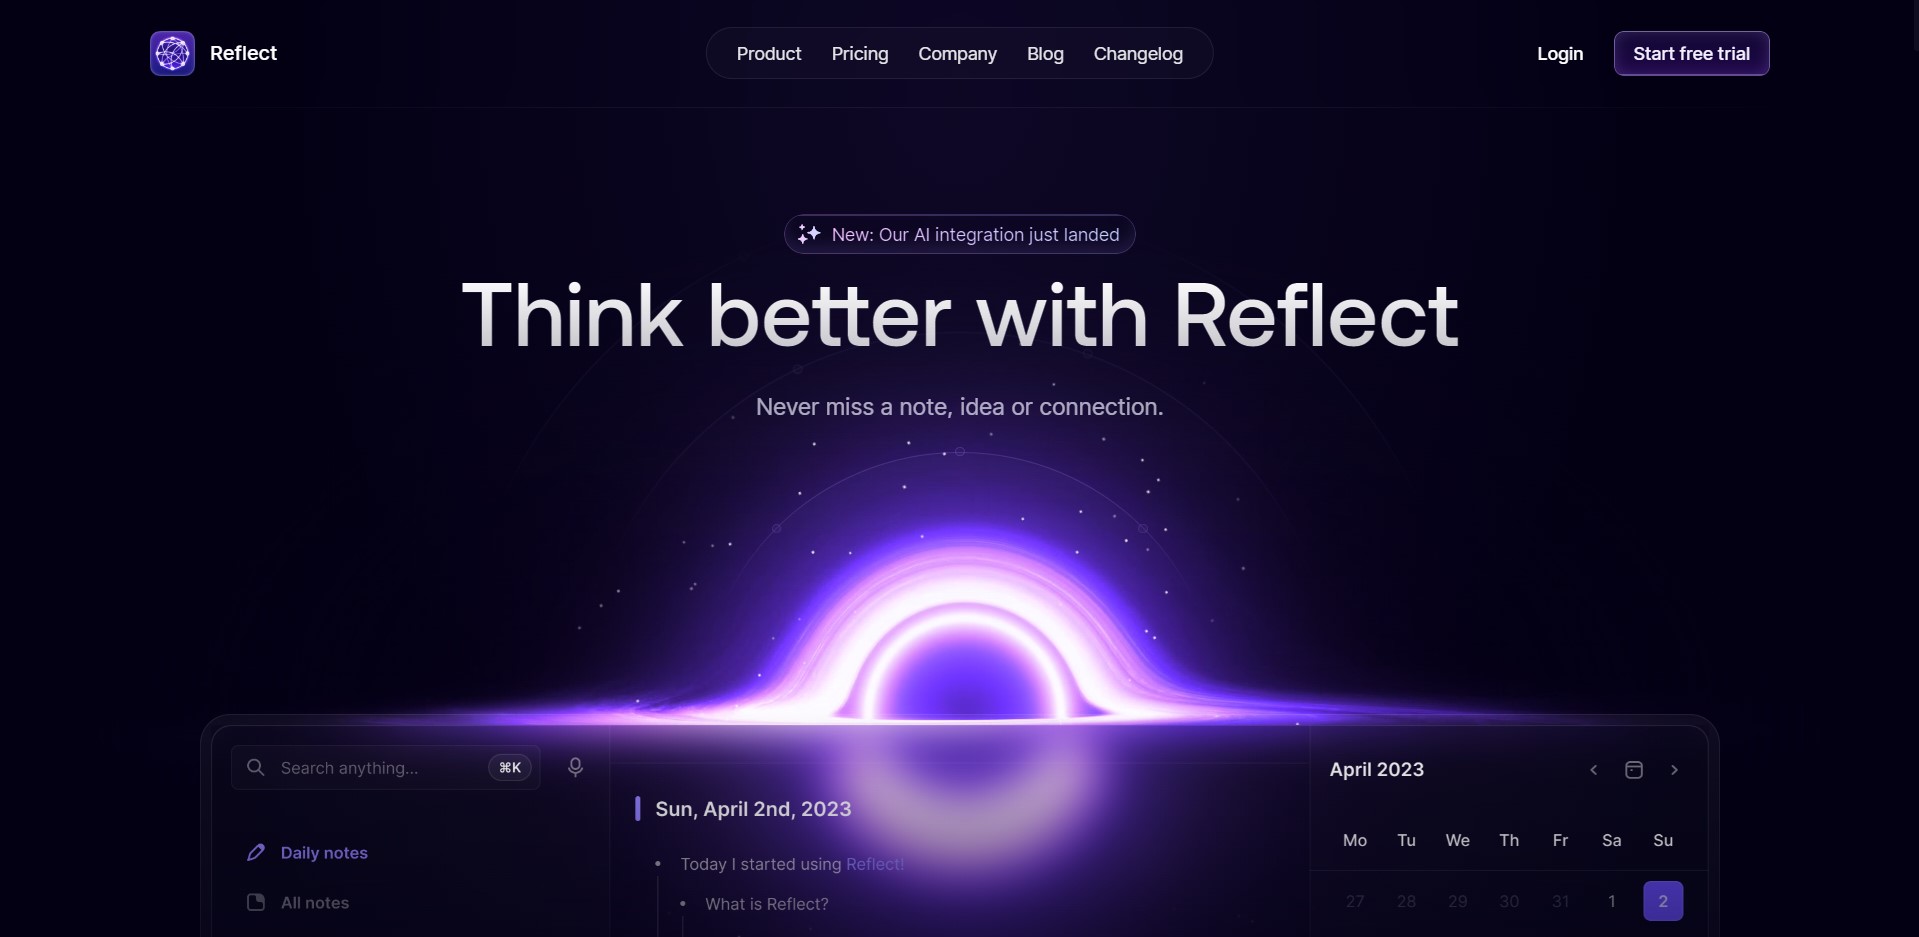 Reflect
Product Pricing Company Blog Changelog
Login
Start free trial
New: Our AI integration just landed
Think better with Reflect
Never miss a note, idea or connection.
Search anything...
⌘K
Daily notes
All notes
Sun, April 2nd, 2023
Today I started using Reflect!
What is Reflect?
April 2023
Mo Tu We Th Fr Sa Su
27 28 29 30 31 1 2